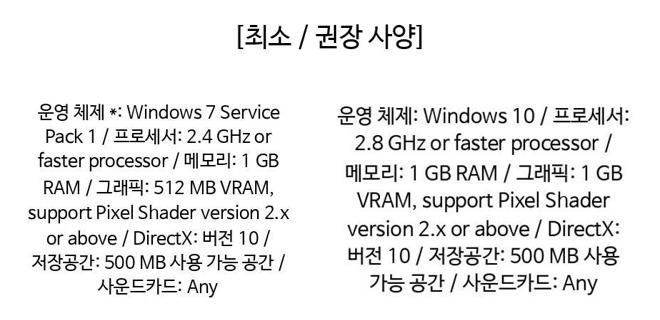 [최소 / 권장 사양]
운영 체제 *: Windows 7 Service
Pack 1 / 프로세서: 2.4 GHz or
faster processor / 메모리: 1 GB
RAM / 그래픽: 512 MB VRAM,
support Pixel Shader version 2.x
or above / DirectX: 버전 10 /
저장공간: 500 MB 사용 가능 공간 /
사운드카드: Any
운영 체제: Windows 10 / 프로세서:
2.8 GHz or faster processor /
메모리: 1 GB RAM / 그래픽: 1 GB
VRAM, support Pixel Shader
version 2.x or above / DirectX:
버전 10 / 저장공간: 500 MB 사용
가능 공간 / 사운드카드: Any